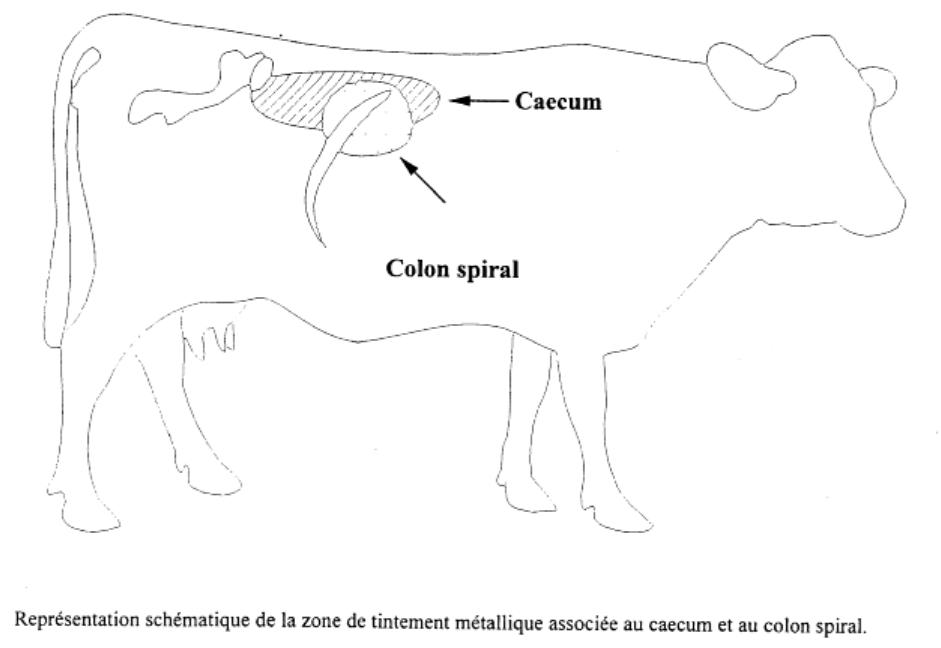 Caecum
Colon spiral
Représentation schématique de la zone de tintement métallique associée au caecum et au colon spiral.